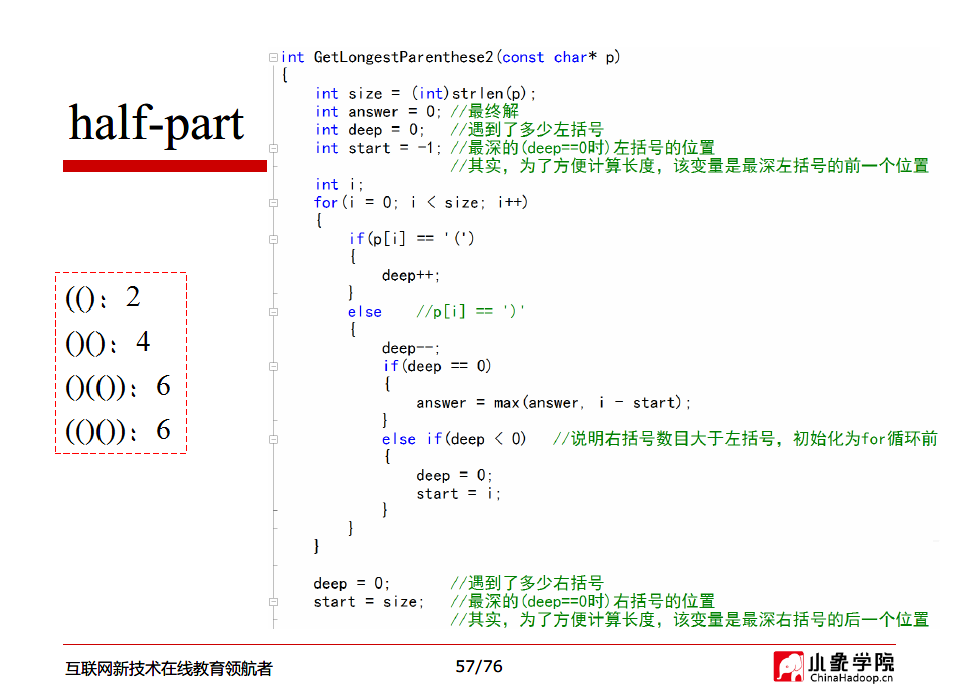 half-part
((): 2
)(): 4
()(()): 6
(()()): 6
int GetLongestParenthese2(const char* p)
{
int size = (int)strlen(p);
int answer = 0; //最终解
int deep = 0; //遇到了多少左括号
int start = -1; //最深的(deep==0时)左括号的位置
//其实，为了方便计算长度，该变量是最深左括号的前一个位置
int i;
for(i = 0; i < size; i++)
{
if(p[i] == '(')
{
deep++;
}
else //p[i] == ')'
{
deep--;
if(deep == 0)
{
answer = max(answer, i - start);
}
else if(deep < 0) //说明右括号数目大于左括号，初始化为for循环前
{
deep = 0;
start = i;
}
}
}
deep = 0; //遇到了多少右括号
start = size; //最深的(deep==0时)右括号的位置
//其实，为了方便计算长度，该变量是最深右括号的后一个位置
互联网新技术在线教育领航者
57/76
小象学院
ChinaHadoop.cn